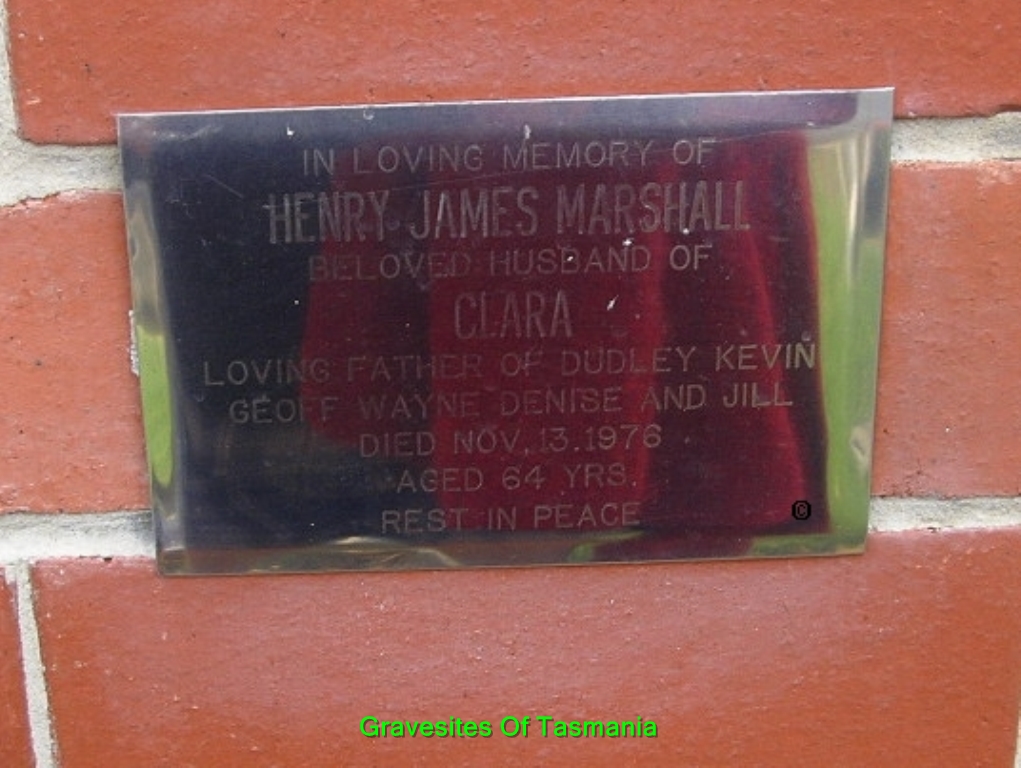 IN LOVING MEMORY OF
HENRY JAMES MARSHALL
BELOVED HUSBAND OF
CLARA
LOVING FATHER OF DUDLEY KEVIN
GEOFF WAYNE DENISE AND JILL
DIED NOV. 13. 1976
AGED 64 YRS.
REST IN PEACE
©
Gravesites Of Tasmania